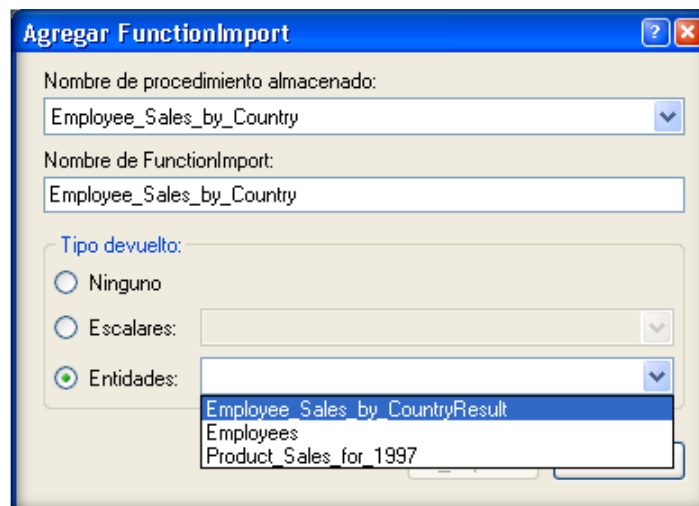 Agregar FunctionImport
Nombre de procedimiento almacenado:
Employee_Sales_by_Country
Nombre de FunctionImport:
Employee_Sales_by_Country
Tipo devuelto:
Ninguno
Escalares:
Entidades:
Employee_Sales_by_CountryResult
Employees
Product_Sales_for_1997